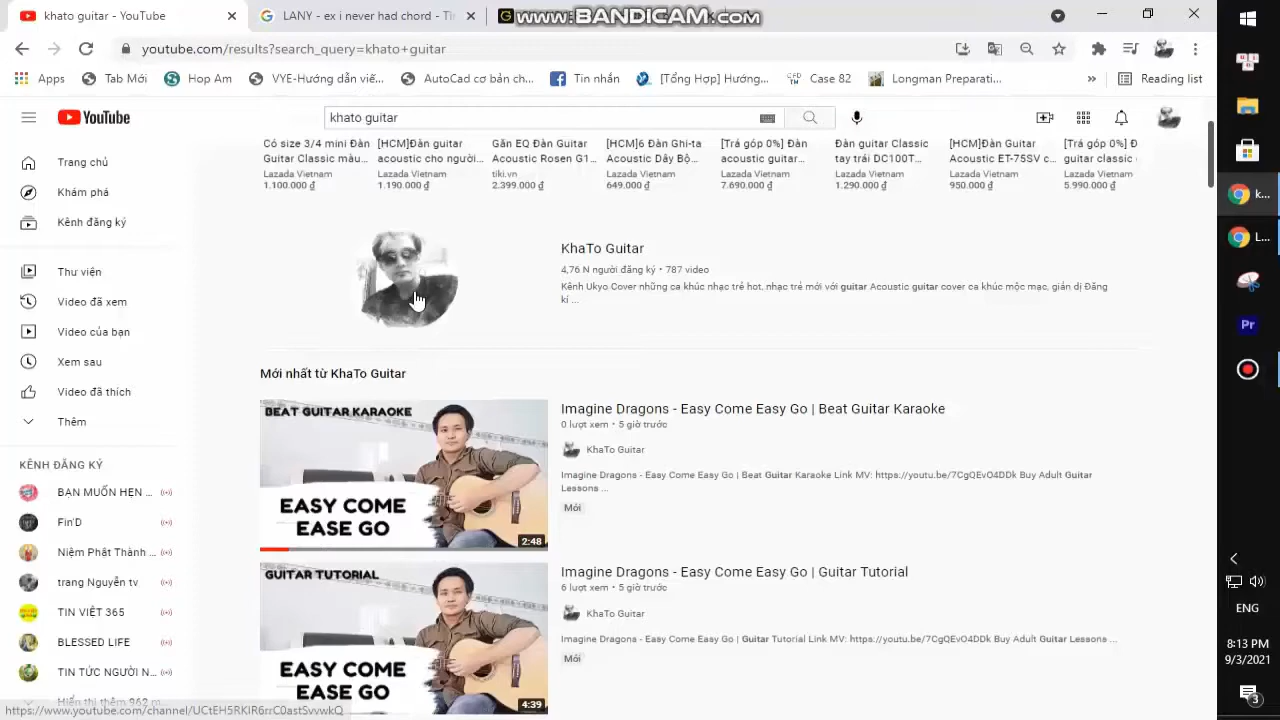 khato guitar - YouTube
LANY - ex i never had chord - Ti
www.BANDICAM.com
youtube.com/results?search_query=khato+guitar
Apps
Tab Mới
Hop Am
VYE-Hướng dẫn viế...
AutoCad cơ bản ch...
Tin nhắn
[Tổng Hợp] Hướng...
Case 82
Longman Preparati...
»
Reading list
YouTube
khato guitar
Có size 3/4 mini Đàn
Guitar Classic màu...
Lazada Vietnam
1.100.000 ₫
[HCM]Đàn guitar
acoustic cho người...
Lazada Vietnam
1.190.000 ₫
Gắn EQ Đàn Guitar
Acoustic Rosen G1...
tiki.vn
2.399.000 ₫
[HCM]6 Dây Ghi-ta
Acoustic Dây Bộ...
Lazada Vietnam
649.000 ₫
[Trả góp 0%] Đàn
acoustic guitar...
Lazada Vietnam
7.690.000 ₫
Đàn guitar Classic
tay trái DC100T...
Lazada Vietnam
1.290.000 ₫
[HCM]Đàn Guitar
Acoustic ET-75SV c...
Lazada Vietnam
950.000 ₫
[Trả góp 0%] Đàn
guitar classic
Lazada Vietnam
5.990.000 ₫
Trang chủ
Khám phá
Kênh đăng ký
Thư viện
Video đã xem
Video của bạn
Xem sau
Video đã thích
Thêm
KÊNH ĐĂNG KÝ
BẠN MUỐN HẸN ...
Fin'D
Niệm Phật Thành ...
trang Nguyễn tv
TIN VIỆT 365
BLESSED LIFE
TIN TỨC NGƯỜI N...
Hiển thị thêm 962 m...
https://www.youtube.com/channel/UCtEH5RKIR6rrC0astSvvwkQ
KhaTo Guitar
4,76 N người đăng ký • 787 video
Kênh Ukyo Cover những ca khúc nhạc trẻ hot, nhạc trẻ mới với guitar Acoustic guitar cover ca khúc mộc mạc, giản dị Đăng
kí ...
Mới nhất từ KhaTo Guitar
BEAT GUITAR KARAOKE
EASY COME
EASE GO
2:48
Imagine Dragons - Easy Come Easy Go | Beat Guitar Karaoke
0 lượt xem • 5 giờ trước
KhaTo Guitar
Imagine Dragons - Easy Come Easy Go | Beat Guitar Karaoke Link MV: https://youtu.be/7CgQEvO4DDk Buy Adult Guitar
Lessons ...
Mới
GUITAR TUTORIAL
EASY COME
EASE GO
4:39
Imagine Dragons - Easy Come Easy Go | Guitar Tutorial
6 lượt xem • 5 giờ trước
KhaTo Guitar
Imagine Dragons - Easy Come Easy Go | Guitar Tutorial Link MV: https://youtu.be/7CgQEvO4DDk Buy Adult Guitar Lessons ...
Mới
k...
L...
Pr
ENG
8:13 PM
9/3/2021
3